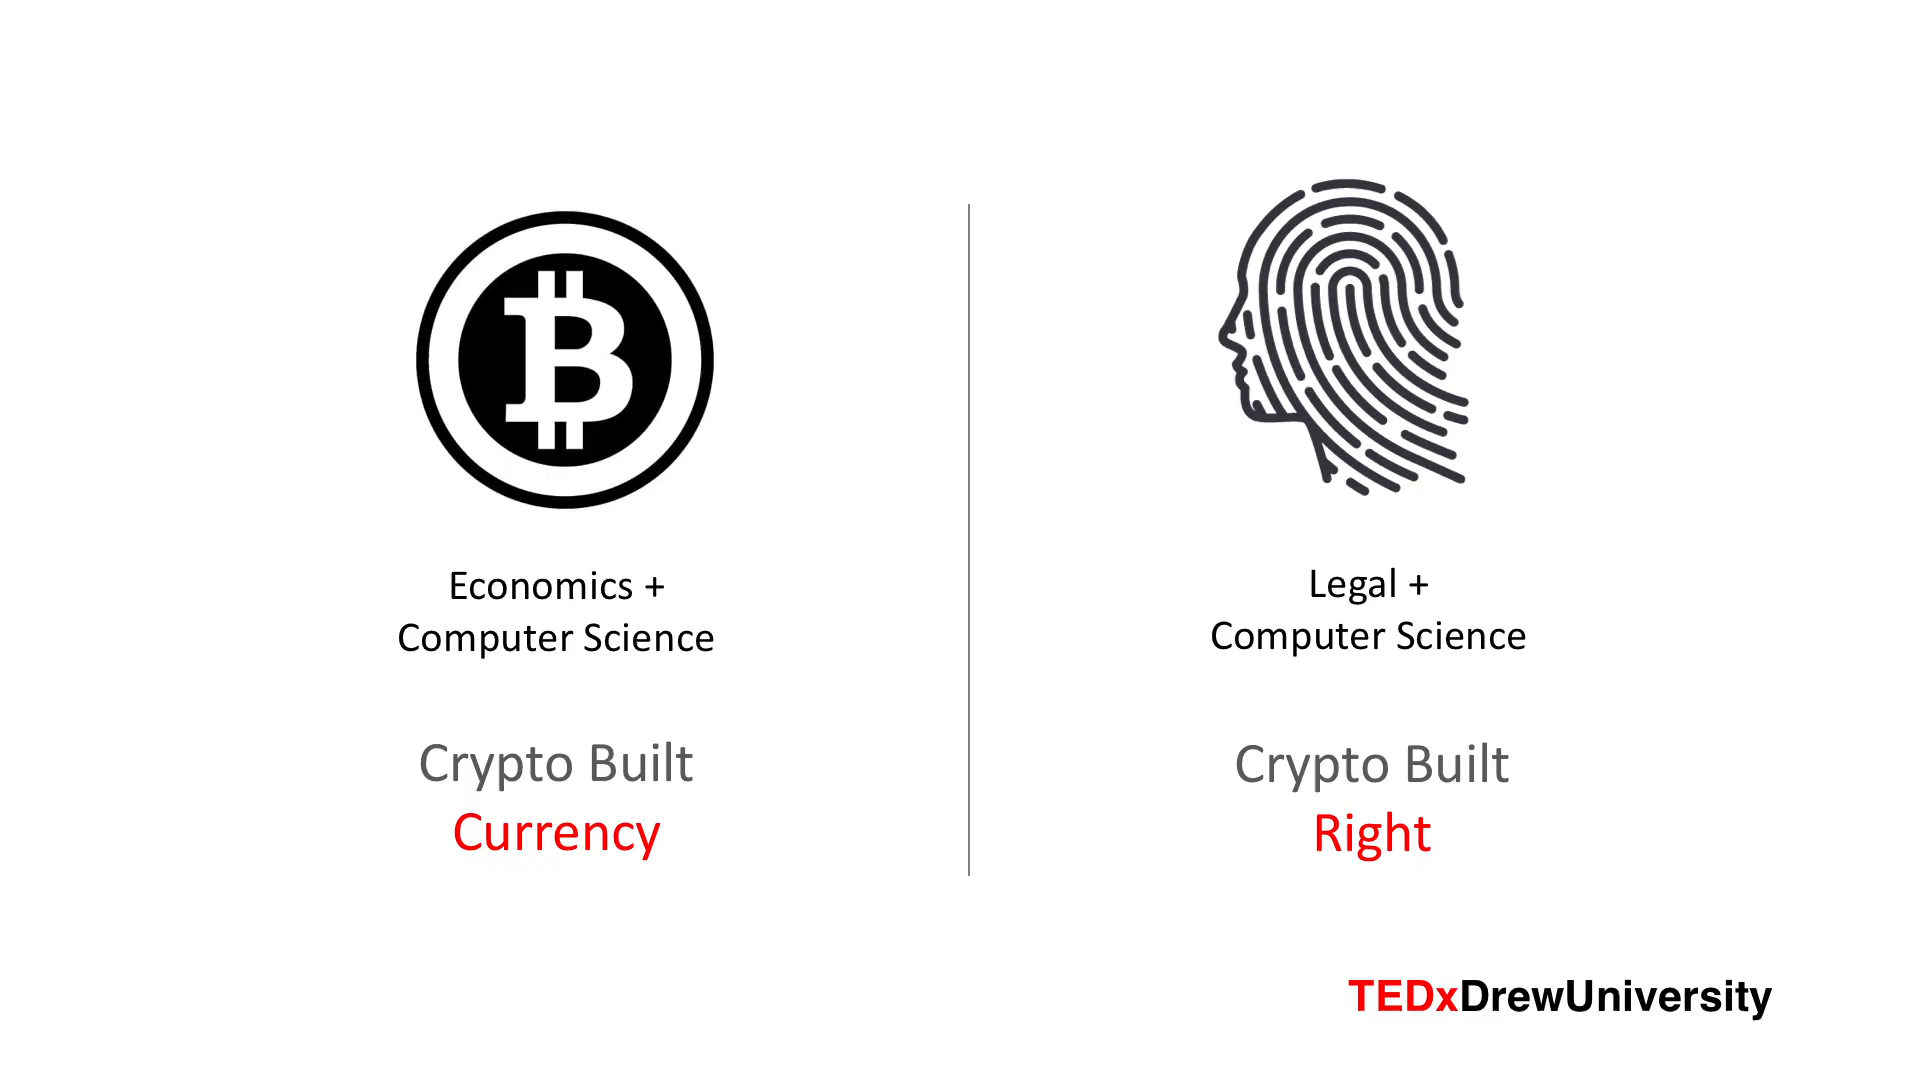 Economics +
Computer Science
Crypto Built
Currency
Legal +
Computer Science
Crypto Built
Right
TEDxDrewUniversity